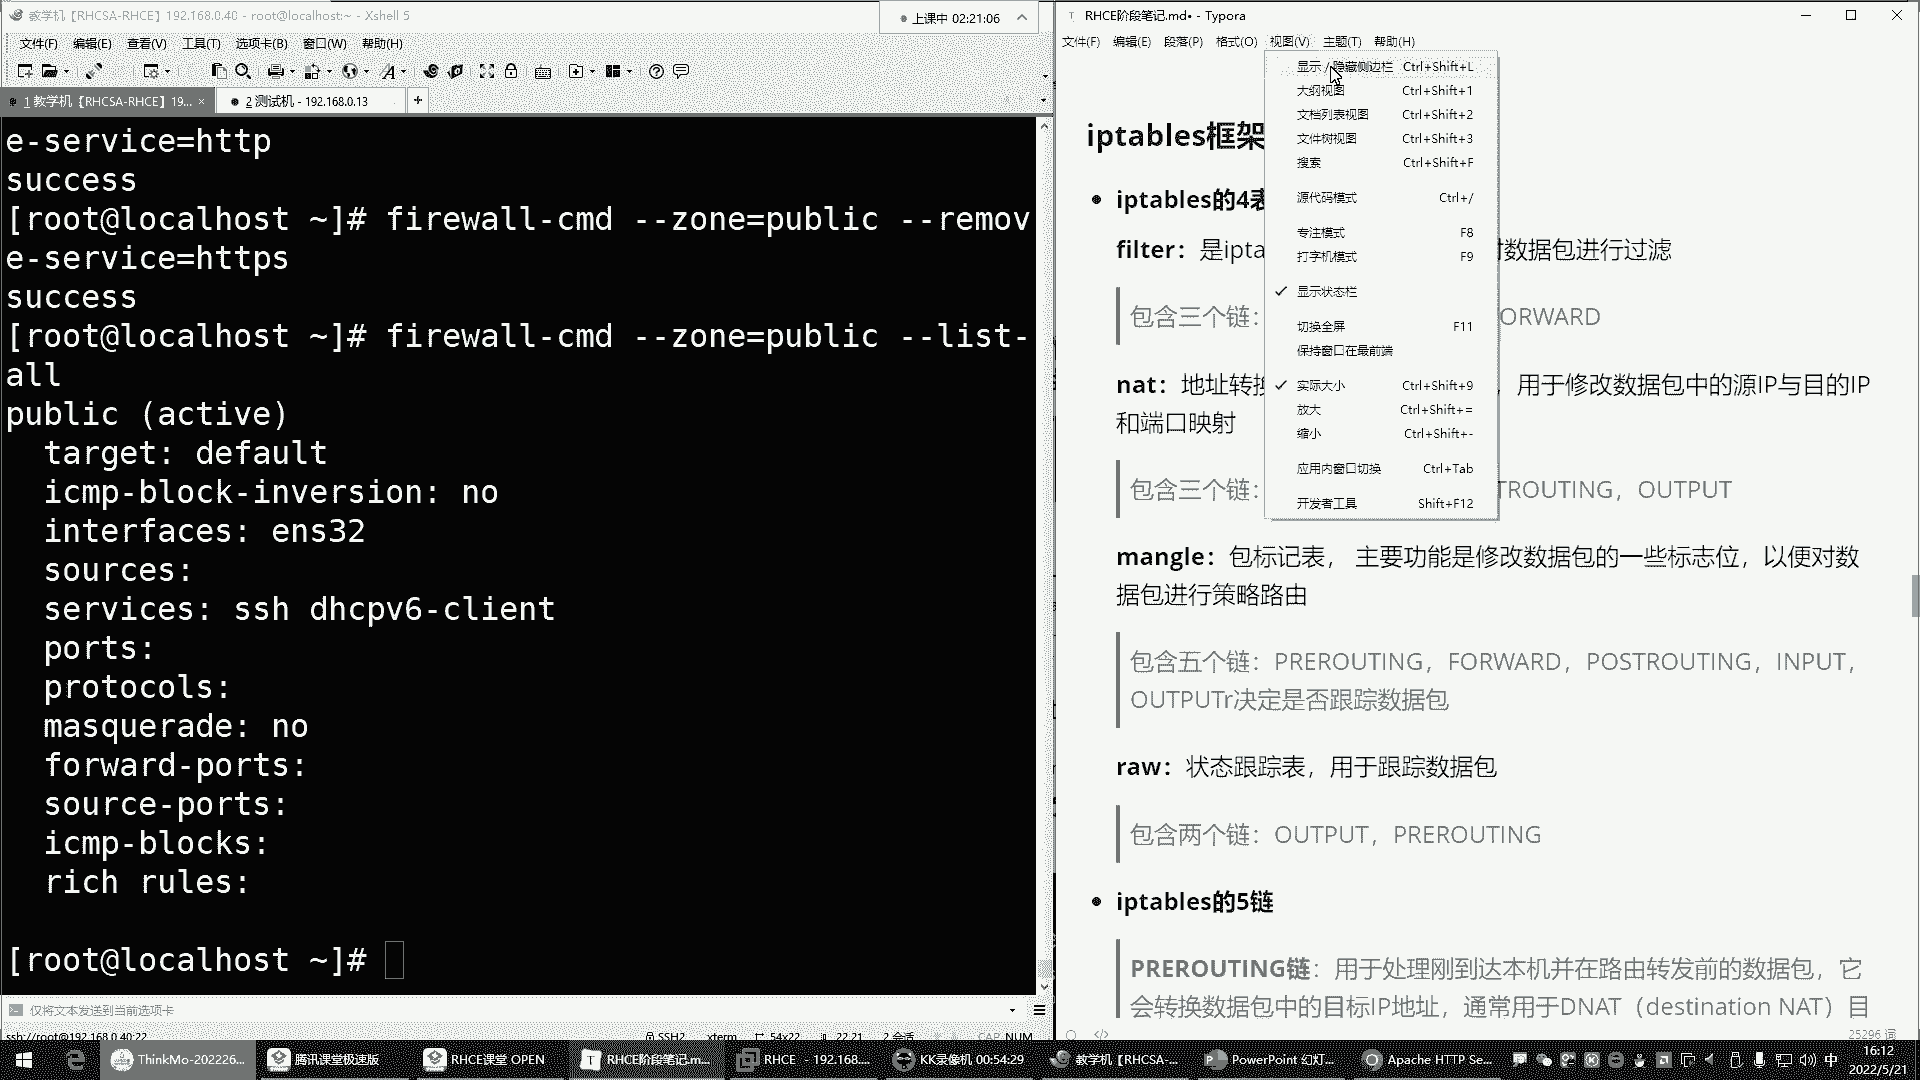 教学机【RHCSA-RHCE】192.168.0.40 - root@localhost:~ - Xshell 5
上课中 02:21:06
文件(F) 编辑(E) 查看(V) 工具(T) 选项卡(B) 窗口(W) 帮助(H)
1 教学机【RHCSA-RHCE】19... ×
2 测试机 - 192.168.0.13
+
e-service=http
success
[root@localhost ~]# firewall-cmd --zone=public --remov
e-service=https
success
[root@localhost ~]# firewall-cmd --zone=public --list-
all
public (active)
target: default
icmp-block-inversion: no
interfaces: ens32
sources:
services: ssh dhcpv6-client
ports:
protocols:
masquerade: no
forward-ports:
source-ports:
icmp-blocks:
rich rules:
[root@localhost ~]#
仅将文本发送到当前选项卡
ssh://root@192.168.0.40:22 SSH2 xterm 54x22 22,21 2 会话 CAP NUM
RHCE阶段笔记.md• - Typora
文件(F) 编辑(E) 段落(P) 格式(O) 视图(V) 主题(T) 帮助(H)
显示 / 隐藏侧边栏 Ctrl+Shift+L
大纲视图 Ctrl+Shift+1
文档列表视图 Ctrl+Shift+2
文件树视图 Ctrl+Shift+3
搜索 Ctrl+Shift+F
源代码模式 Ctrl+/
专注模式 F8
打字机模式 F9
显示状态栏
切换全屏 F11
保持窗口在最前端
实际大小 Ctrl+Shift+9
放大 Ctrl+Shift+=
缩小 Ctrl+Shift+-
应用内窗口切换 Ctrl+Tab
开发者工具 Shift+F12
iptables框架
iptables的4表
filter：是ipta 对数据包进行过滤
包含三个链： ORWARD
nat：地址转换 ，用于修改数据包中的源IP与目的IP
和端口映射
包含三个链： TROUTING，OUTPUT
mangle：包标记表， 主要功能是修改数据包的一些标志位，以便对数
据包进行策略路由
包含五个链：PREROUTING，FORWARD，POSTROUTING，INPUT，
OUTPUTr决定是否跟踪数据包
raw：状态跟踪表，用于跟踪数据包
包含两个链：OUTPUT，PREROUTING
iptables的5链
PREROUTING链：用于处理刚到达本机并在路由转发前的数据包，它
会转换数据包中的目标IP地址，通常用于DNAT（destination NAT）目
25296 词
ThinkMo-202226...
腾讯课堂极速版
RHCE课堂 OPEN
RHCE阶段笔记.m...
RHCE - 192.168....
KK录像机 00:54:29
教学机【RHCSA-...
PowerPoint 幻灯...
Apache HTTP Se...
中
16:12
2022/5/21